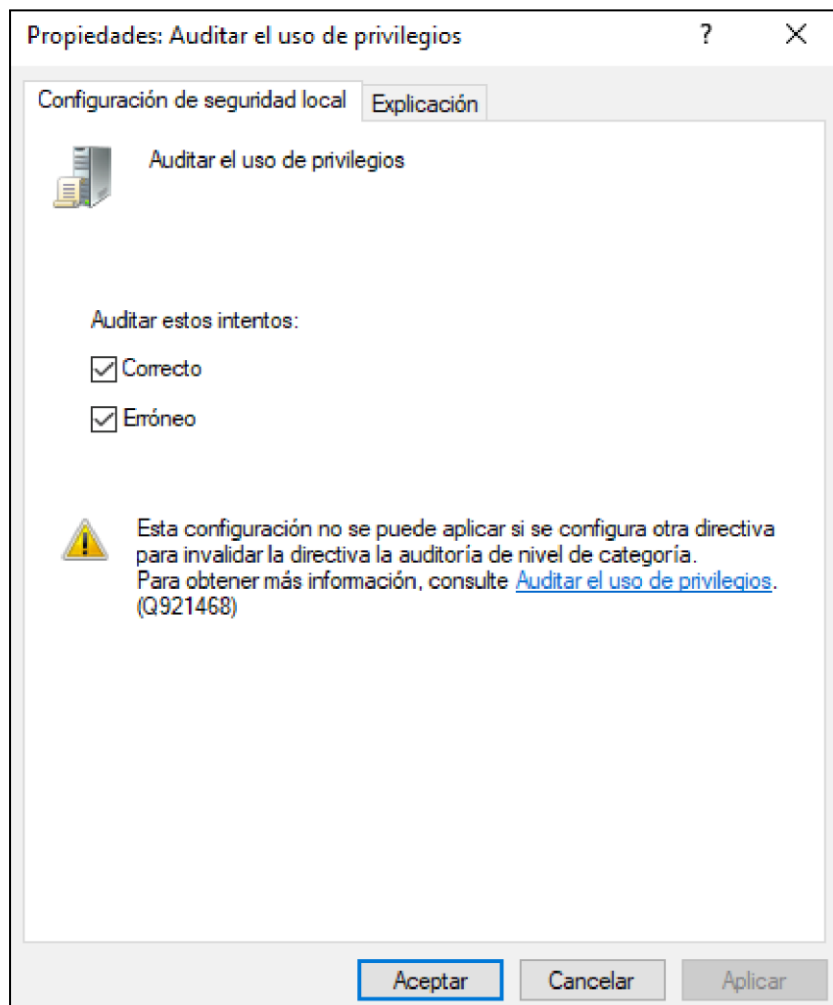 Propiedades: Auditar el uso de privilegios
Configuración de seguridad local
Explicación
Auditar el uso de privilegios
Auditar estos intentos:
Correcto
Erróneo
Esta configuración no se puede aplicar si se configura otra directiva
para invalidar la directiva la auditoría de nivel de categoría.
Para obtener más información, consulte Auditar el uso de privilegios.
(Q921468)
Aceptar
Cancelar
Aplicar